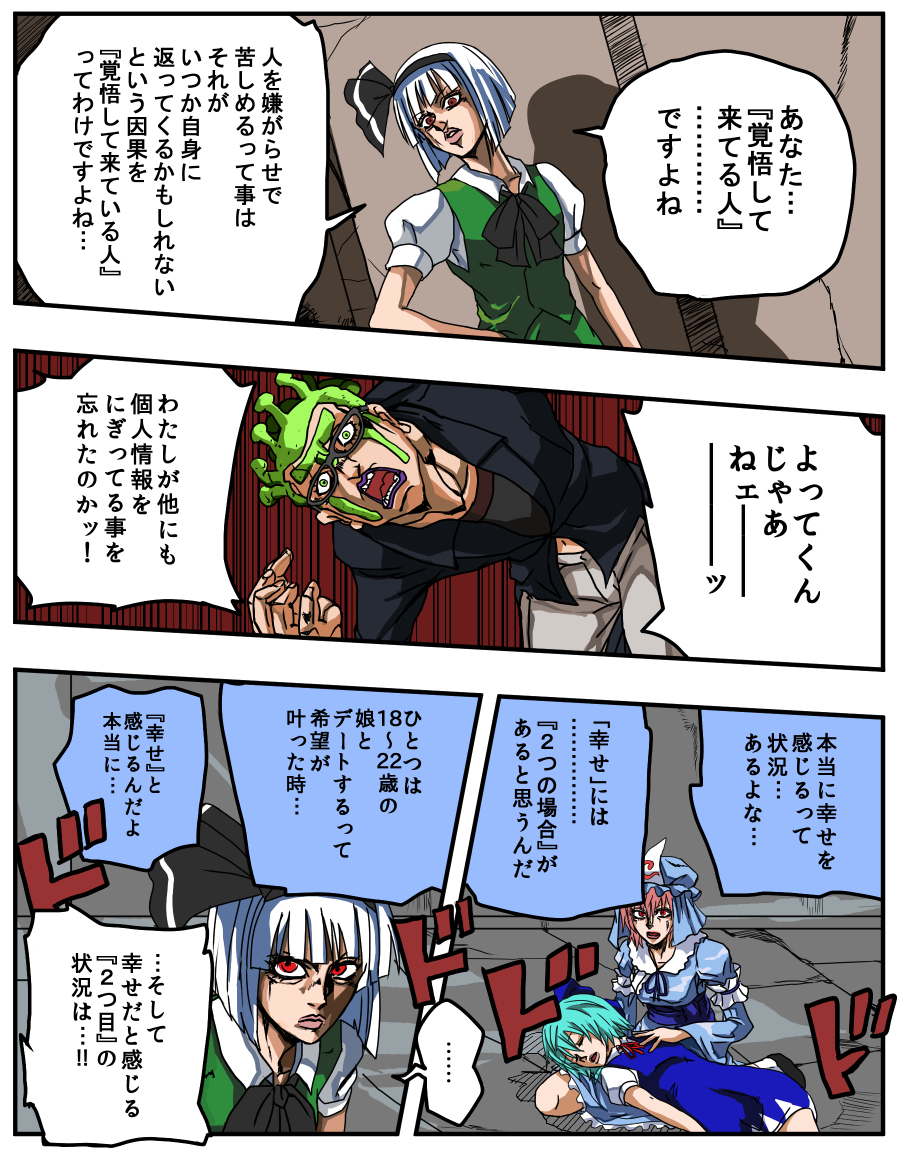 あなた…
『覚悟して
来てる人』
…………
ですよね
人を嫌がらせで
苦しめるって事は
それが
いつか自身に
返ってくるかもしれない
という因果を
『覚悟して来ている人』
ってわけですよね…
よってくん
じゃあ
ねェ――ッ
わたしが他にも
個人情報を
にぎってる事を
忘れたのかッ！
本当に幸せを
感じるって
状況…
あるよな…
「幸せ」には
…………
『２つの場合』が
あると思うんだ
ひとつは
18～22歳の
娘と
デートするって
希望が
叶った時…
『幸せ』と
感じるんだよ
本当に…
…そして
幸せだと感じる
『２つ目』の
状況は…!!
……
ド
ド
ド
ド